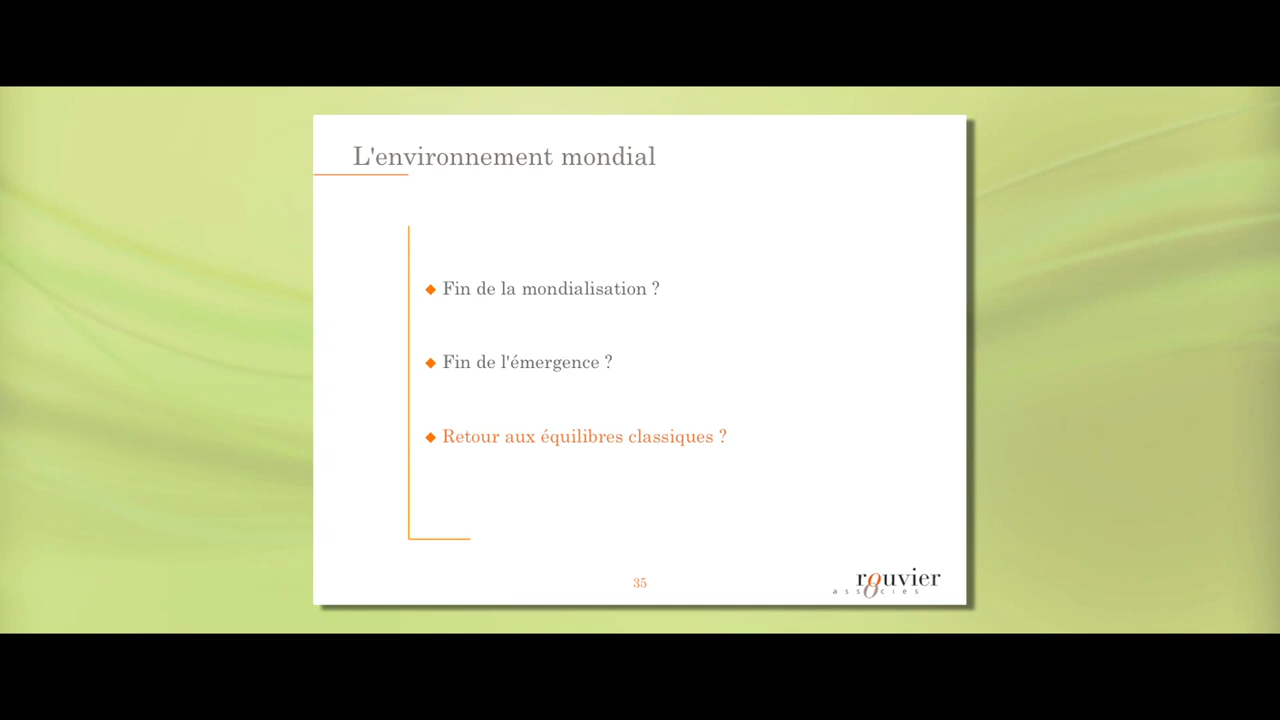 L'environnement mondial
Fin de la mondialisation ?
Fin de l'émergence ?
Retour aux équilibres classiques ?
35
rouvier
associés